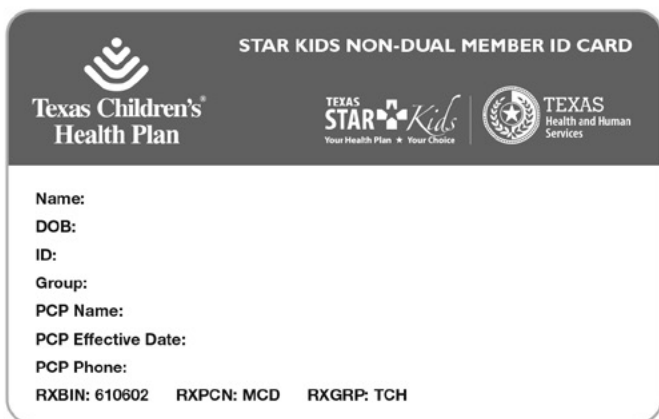 STAR KIDS NON-DUAL MEMBER ID CARD
Texas Children's®
Health Plan
TEXAS
STAR Kids
Your Health Plan ★ Your Choice
TEXAS
Health and Human
Services
Name:
DOB:
ID:
Group:
PCP Name:
PCP Effective Date:
PCP Phone:
RXBIN: 610602 RXPCN: MCD RXGRP: TCH